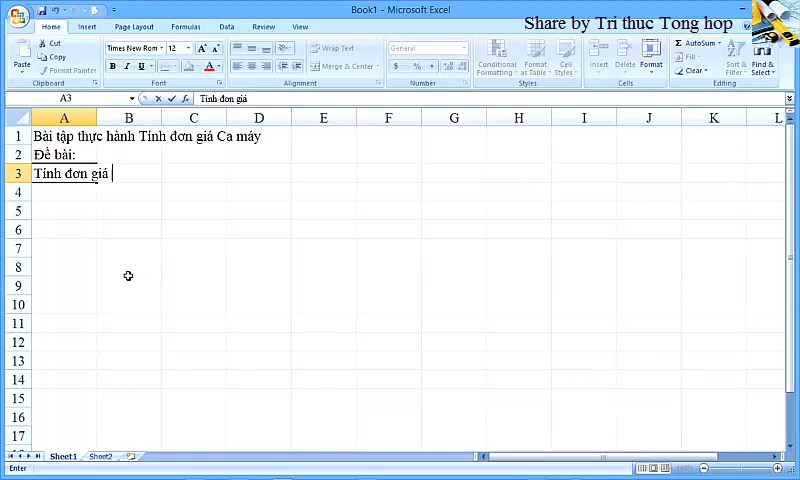 Book1 - Microsoft Excel
Share by Tri thuc Tong hop
Home Insert Page Layout Formulas Data Review View
Cut
Copy
Format Painter
Paste
Clipboard
Times New Rom 12
B I U
Font
Wrap Text
Merge & Center
Alignment
General
$ % ,
Number
Conditional Formatting
Format as Table
Cell Styles
Styles
Insert Delete Format
Cells
AutoSum
Fill
Clear
Sort & Filter
Find & Select
Editing
A3 fx Tính đơn giá
A B C D E F G H I J K L
1 Bài tập thực hành Tính đơn giá Ca máy
2 Đề bài:
3 Tính đơn giá
4
5
6
7
8
9
10
11
12
13
14
15
16
17
Sheet1 Sheet2
Enter